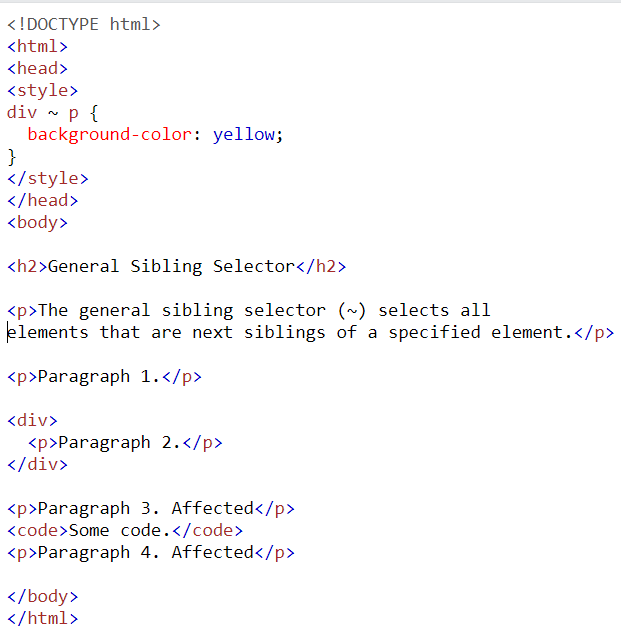 <!DOCTYPE html>
<html>
<head>
<style>
div ~ p {
  background-color: yellow;
}
</style>
</head>
<body>

<h2>General Sibling Selector</h2>

<p>The general sibling selector (~) selects all
elements that are next siblings of a specified element.</p>

<p>Paragraph 1.</p>

<div>
  <p>Paragraph 2.</p>
</div>

<p>Paragraph 3. Affected</p>
<code>Some code.</code>
<p>Paragraph 4. Affected</p>

</body>
</html>